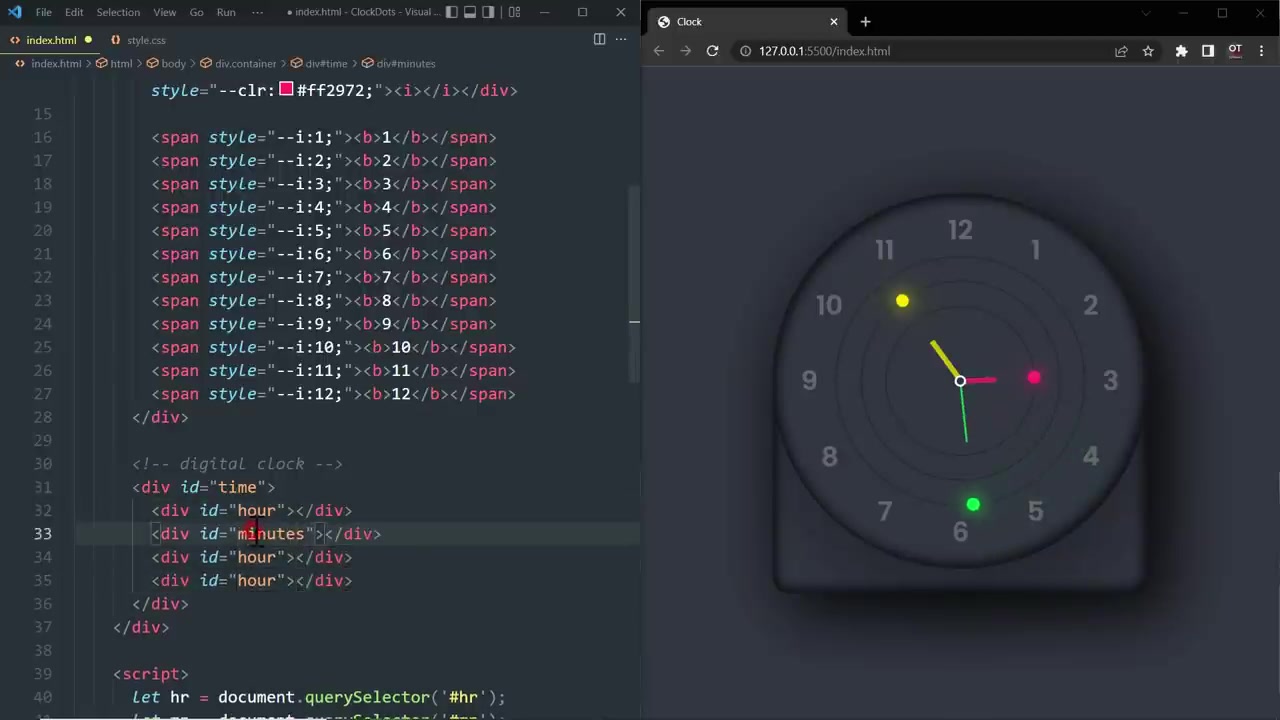 File Edit Selection View Go Run ··· ● index.html - ClockDots - Visual ...
index.html ● style.css
index.html > html > body > div.container > div#time > div#minutes
style="--clr:#ff2972;"><i></i></div>
15
16 <span style="--i:1;"><b>1</b></span>
17 <span style="--i:2;"><b>2</b></span>
18 <span style="--i:3;"><b>3</b></span>
19 <span style="--i:4;"><b>4</b></span>
20 <span style="--i:5;"><b>5</b></span>
21 <span style="--i:6;"><b>6</b></span>
22 <span style="--i:7;"><b>7</b></span>
23 <span style="--i:8;"><b>8</b></span>
24 <span style="--i:9;"><b>9</b></span>
25 <span style="--i:10;"><b>10</b></span>
26 <span style="--i:11;"><b>11</b></span>
27 <span style="--i:12;"><b>12</b></span>
28 </div>
29
30 <!-- digital clock -->
31 <div id="time">
32 <div id="hour"></div>
33 <div id="minutes"></div>
34 <div id="hour"></div>
35 <div id="hour"></div>
36 </div>
37 </div>
38
39 <script>
40 let hr = document.querySelector('#hr');
Clock
127.0.0.1:5500/index.html
OT
12
11 1
10 2
9 3
8 4
7 5
6